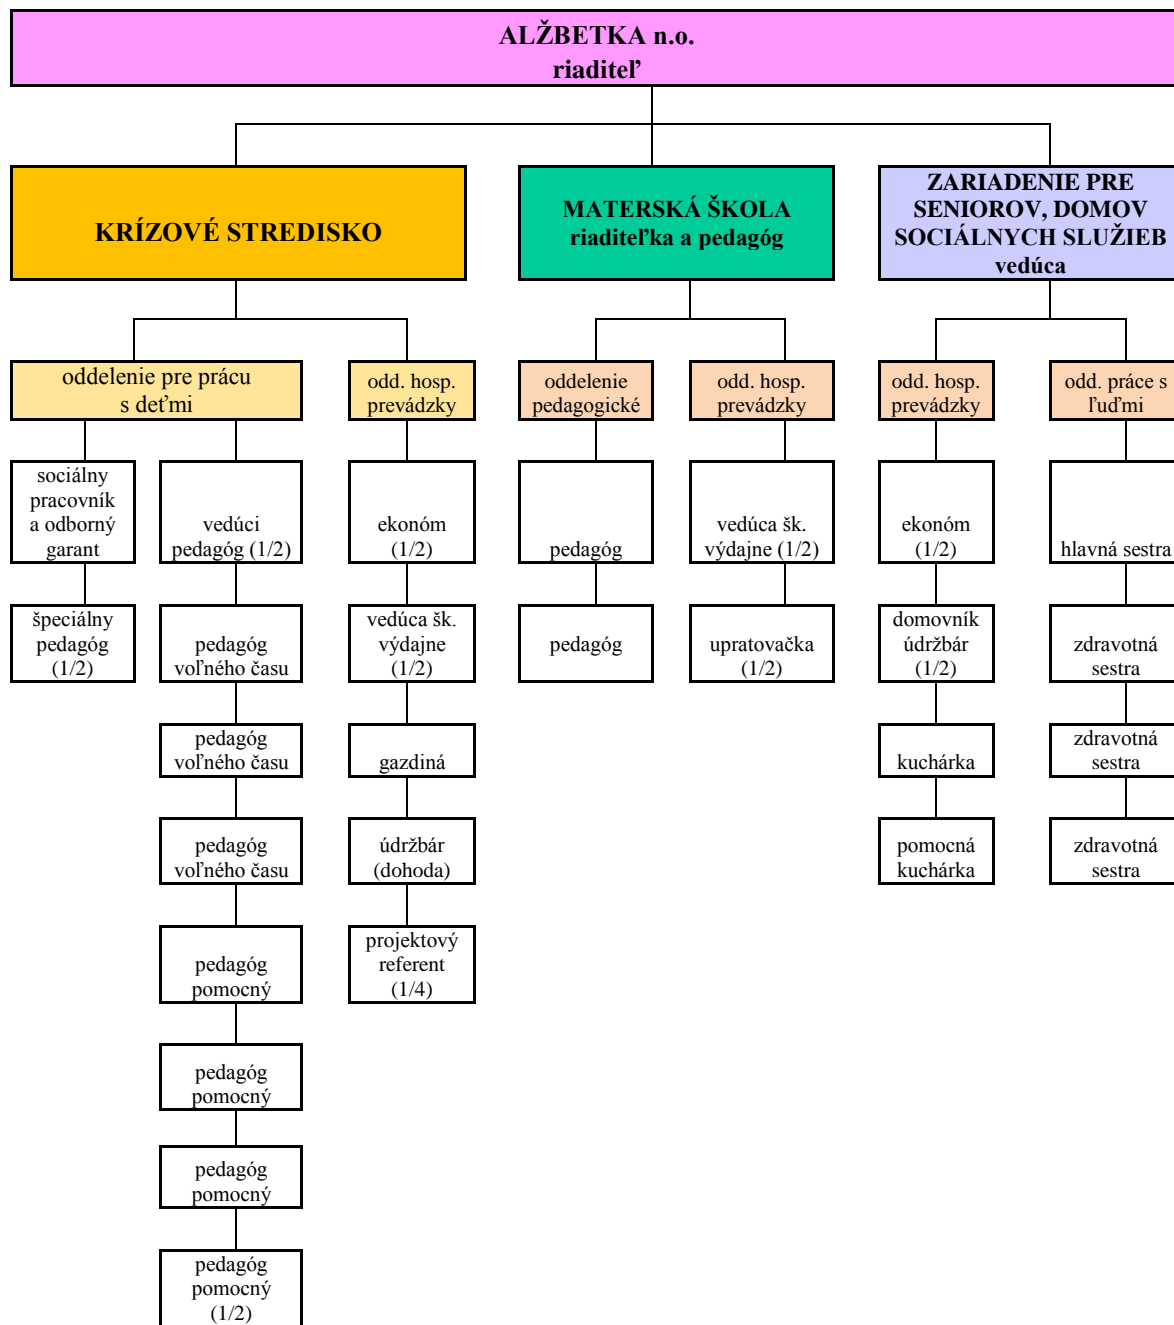 ALŽBETKA n.o.
riaditeľ
KRÍZOVÉ STREDISKO
MATERSKÁ ŠKOLA
riaditeľka a pedagóg
ZARIADENIE PRE
SENIOROV, DOMOV
SOCIÁLNYCH SLUŽIEB
vedúca
oddelenie pre prácu
s deťmi
odd. hosp.
prevádzky
oddelenie
pedagogické
odd. hosp.
prevádzky
odd. hosp.
prevádzky
odd. práce s
ľuďmi
sociálny
pracovník
a odborný
garant
vedúci
pedagóg (1/2)
ekonóm
(1/2)
pedagóg
vedúca šk.
výdajne (1/2)
ekonóm
(1/2)
hlavná sestra
špeciálny
pedagóg
(1/2)
pedagóg
voľného času
vedúca šk.
výdajne
(1/2)
pedagóg
upratovačka
(1/2)
domovník
údržbár
(1/2)
zdravotná
sestra
pedagóg
voľného času
gazdiná
kuchárka
zdravotná
sestra
pedagóg
voľného času
údržbár
(dohoda)
pomocná
kuchárka
zdravotná
sestra
pedagóg
pomocný
projektový
referent
(1/4)
pedagóg
pomocný
pedagóg
pomocný
pedagóg
pomocný
(1/2)